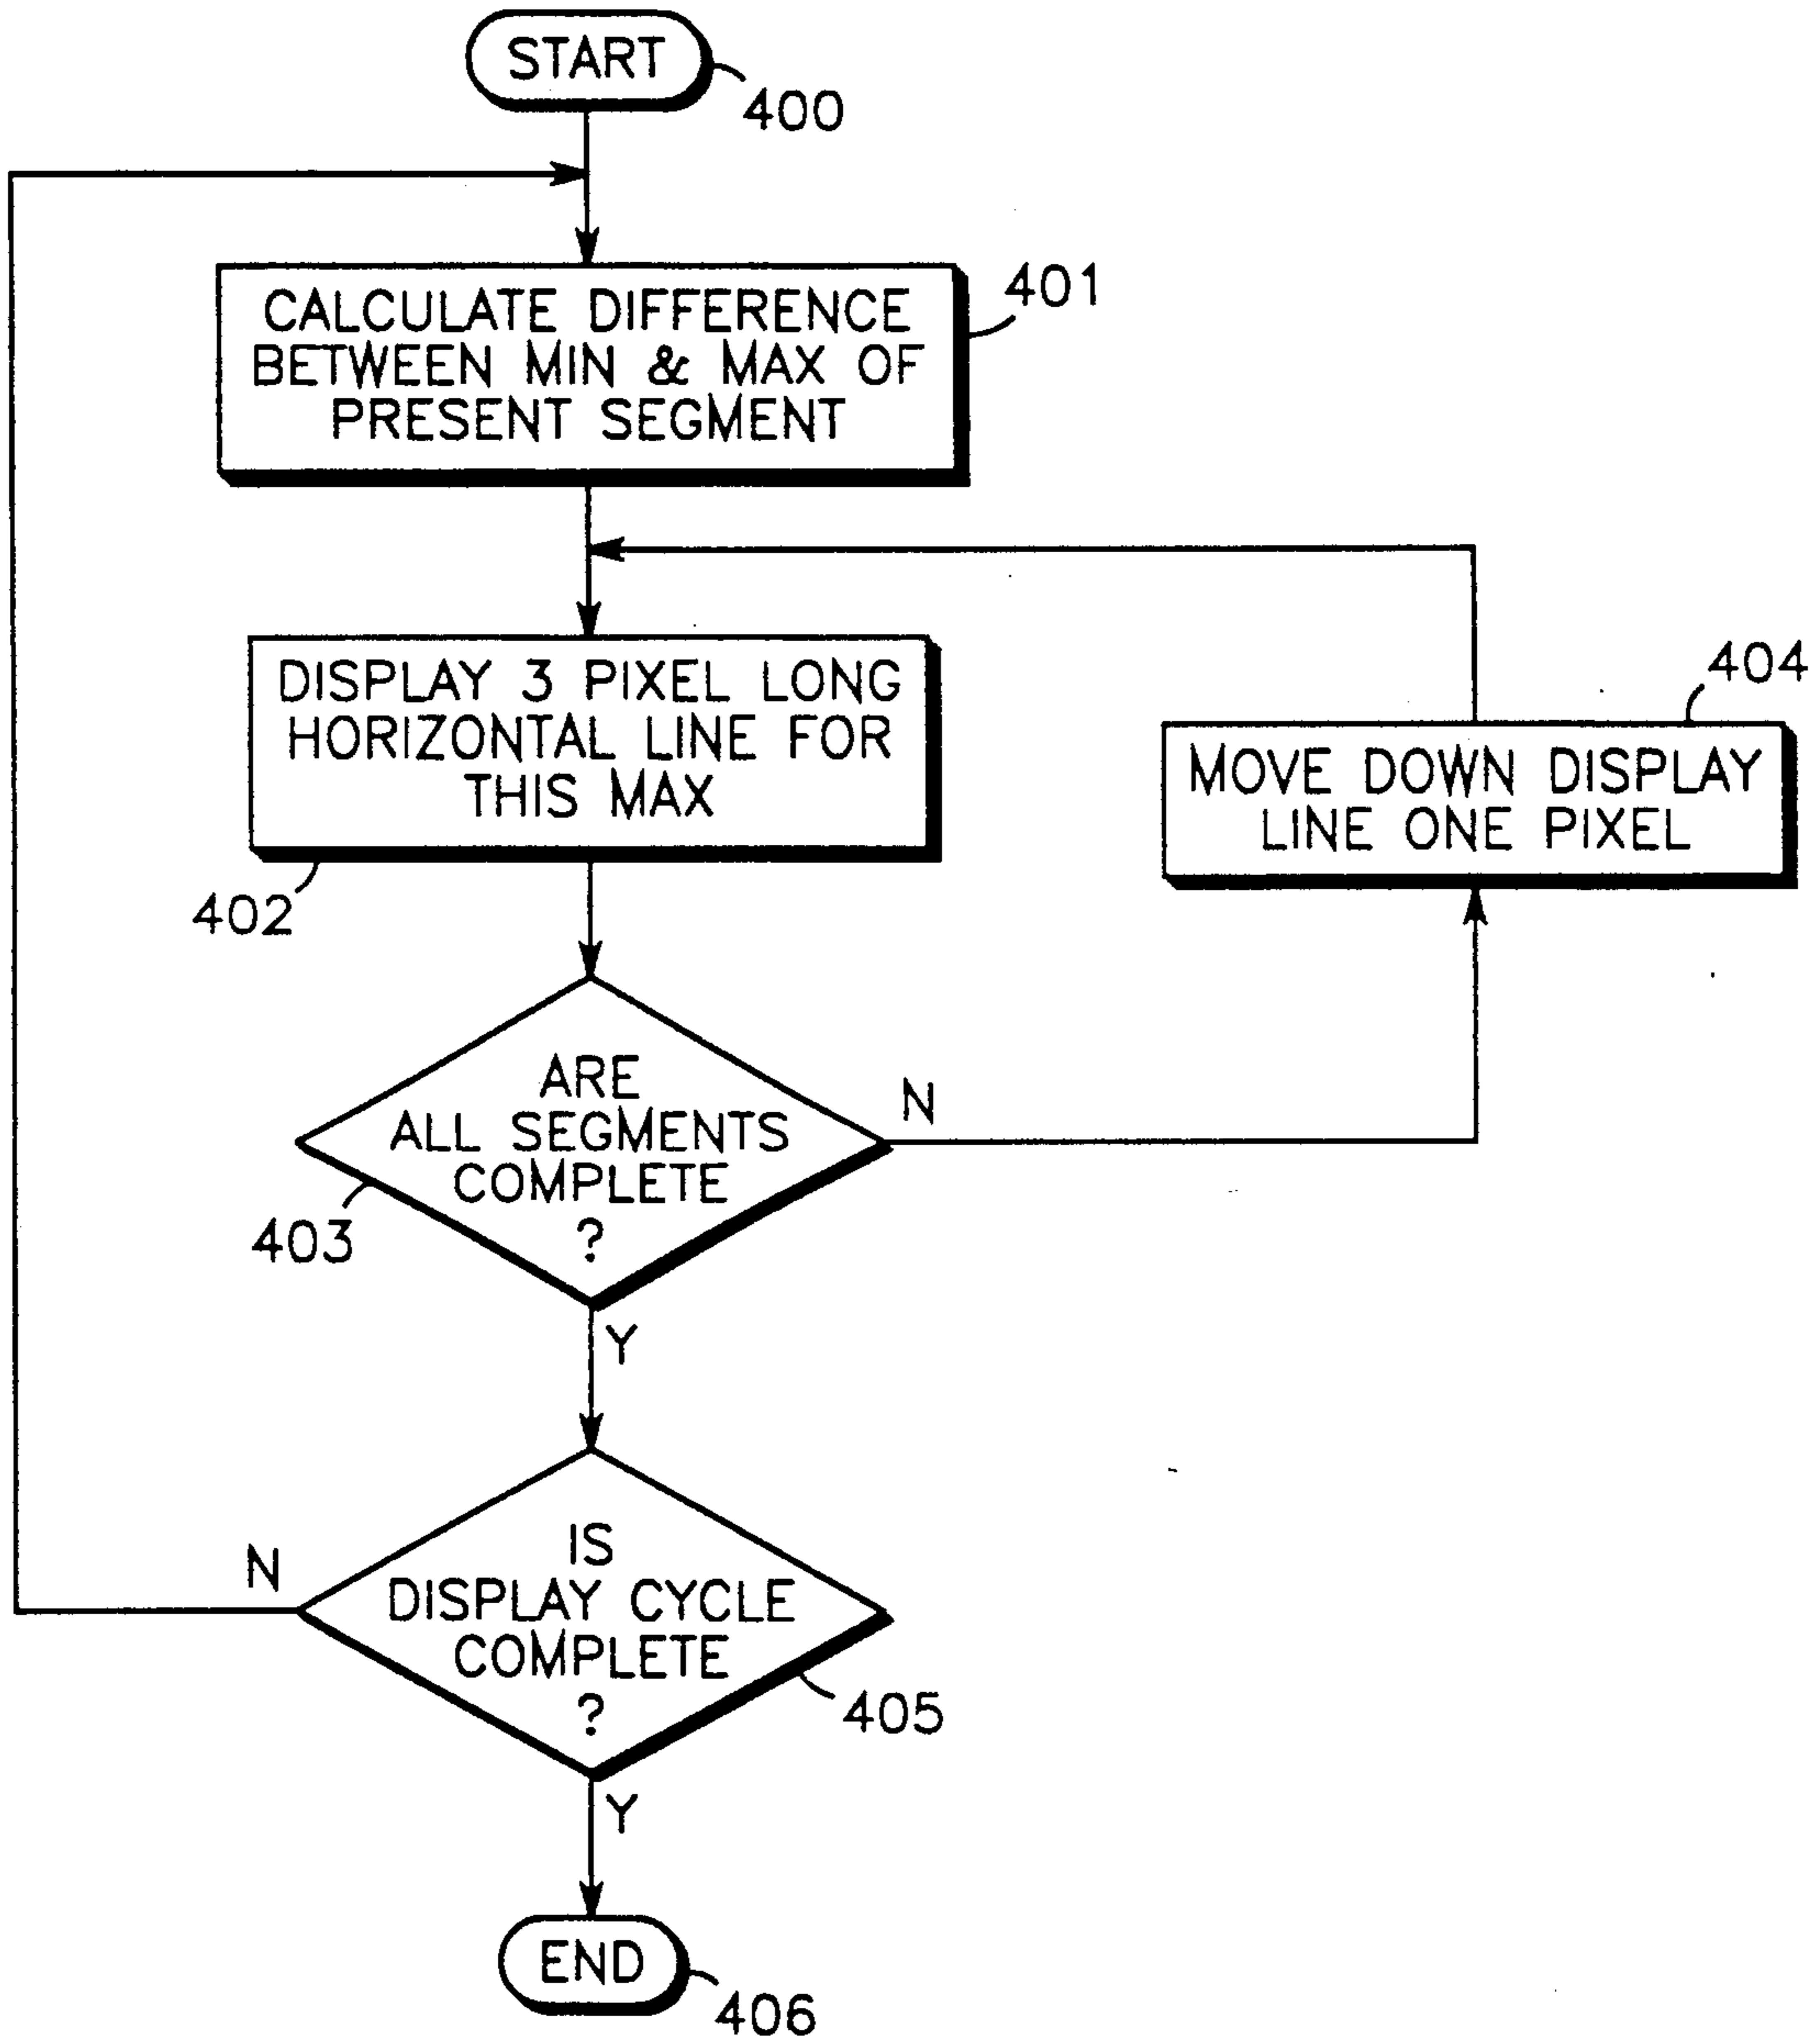 START
400
CALCULATE DIFFERENCE
BETWEEN MIN & MAX OF
PRESENT SEGMENT
401
DISPLAY 3 PIXEL LONG
HORIZONTAL LINE FOR
THIS MAX
402
404
MOVE DOWN DISPLAY
LINE ONE PIXEL
ARE
ALL SEGMENTS
COMPLETE
?
N
403
Y
IS
DISPLAY CYCLE
COMPLETE
?
N
405
Y
END
406